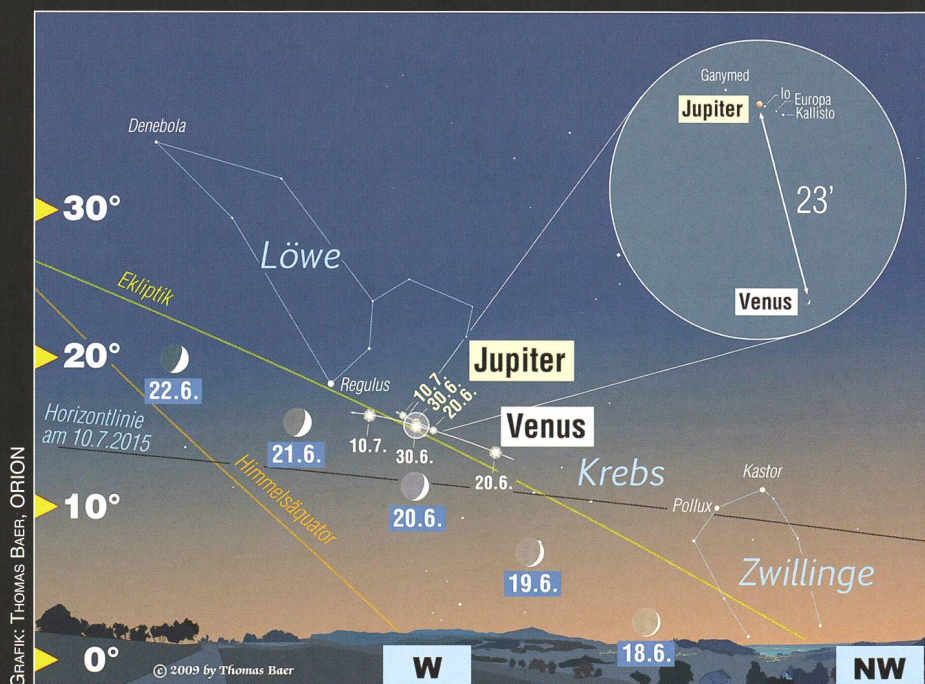 Ganymed
Jupiter
Io
Europa
Kallisto
23'
Venus
Denebola
30°
Löwe
Ekliptik
20°
22.6.
Regulus
Jupiter
10.7.
30.6.
20.6.
Venus
Horizontlinie
am 10.7.2015
21.6.
10.7.
30.6.
20.6.
Krebs
Kastor
Pollux
Himmelsäquator
10°
20.6.
19.6.
Zwillinge
18.6.
0°
© 2009 by Thomas Baer
W
NW
GRAFIK: THOMAS BAER, ORION